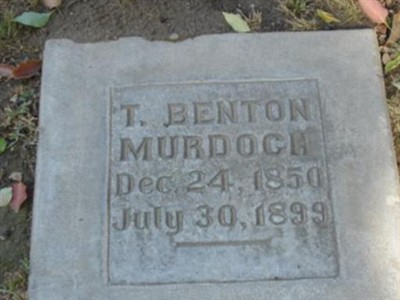 T. BENTON
MURDOCH
Dec. 24, 1850
July 30, 1899